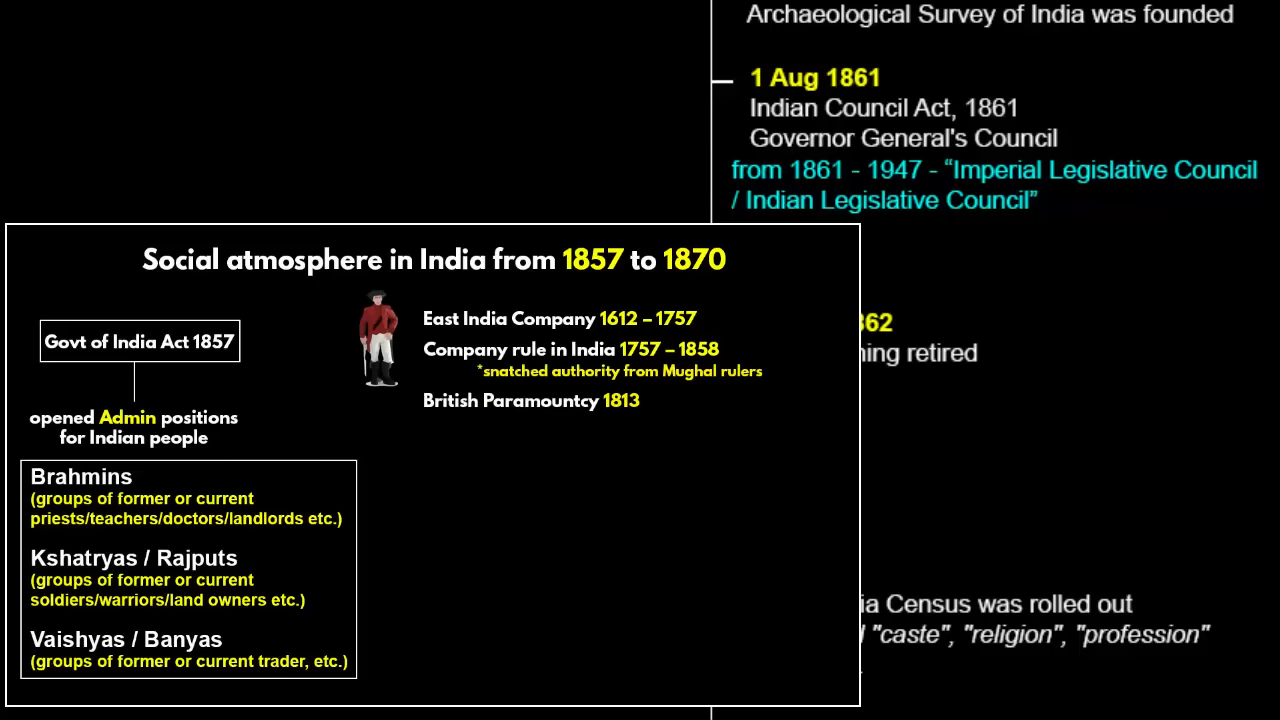 Archaeological Survey of India was founded
1 Aug 1861
Indian Council Act, 1861
Governor General's Council
from 1861 - 1947 - “Imperial Legislative Council
/ Indian Legislative Council”
Social atmosphere in India from 1857 to 1870
Govt of India Act 1857
opened Admin positions
for Indian people
Brahmins
(groups of former or current
priests/teachers/doctors/landlords etc.)
Kshatryas / Rajputs
(groups of former or current
soldiers/warriors/land owners etc.)
Vaishyas / Banyas
(groups of former or current trader, etc.)
East India Company 1612 – 1757
Company rule in India 1757 – 1858
*snatched authority from Mughal rulers
British Paramountcy 1813
retired
Census was rolled out
"caste", "religion", "profession"